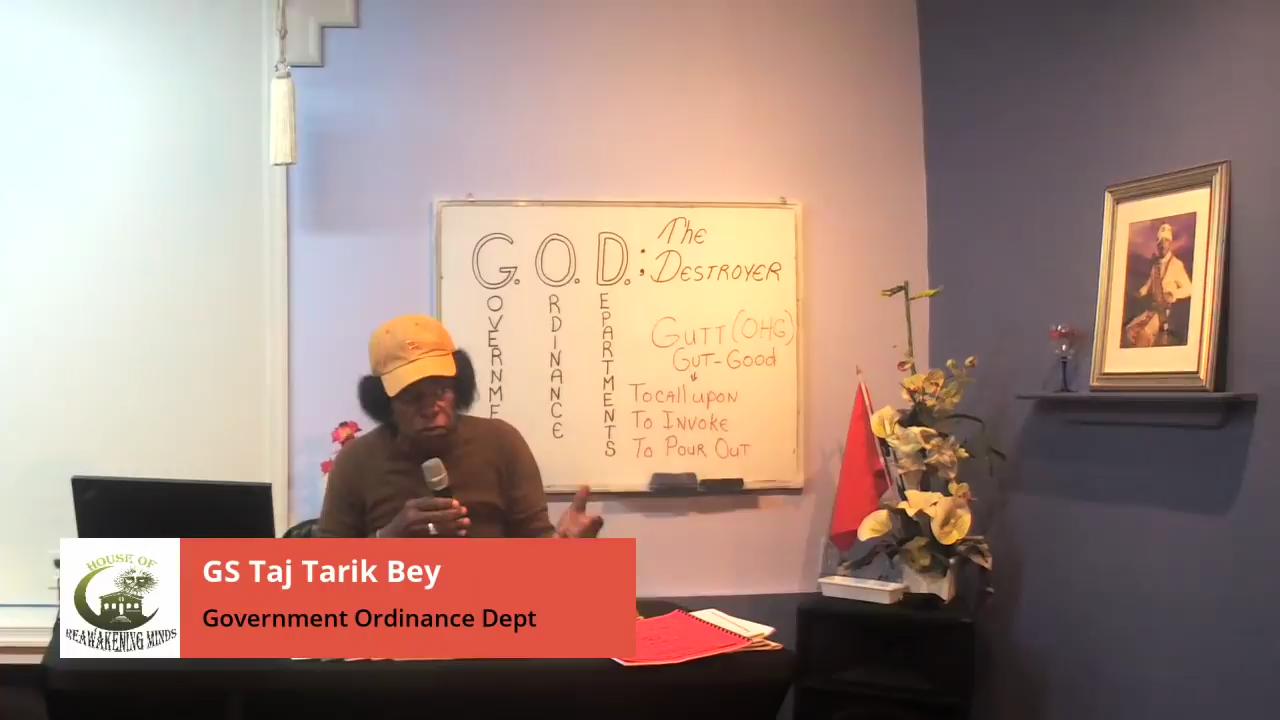 G. O. D. ; The
Destroyer
OVERNME
RDINANCE
EPARTMENTS
GUTT (OHG)
GUT-GOOD
TO CALL UPON
TO INVOKE
TO POUR OUT
HOUSE OF
REAWAKENING MINDS
GS Taj Tarik Bey
Government Ordinance Dept